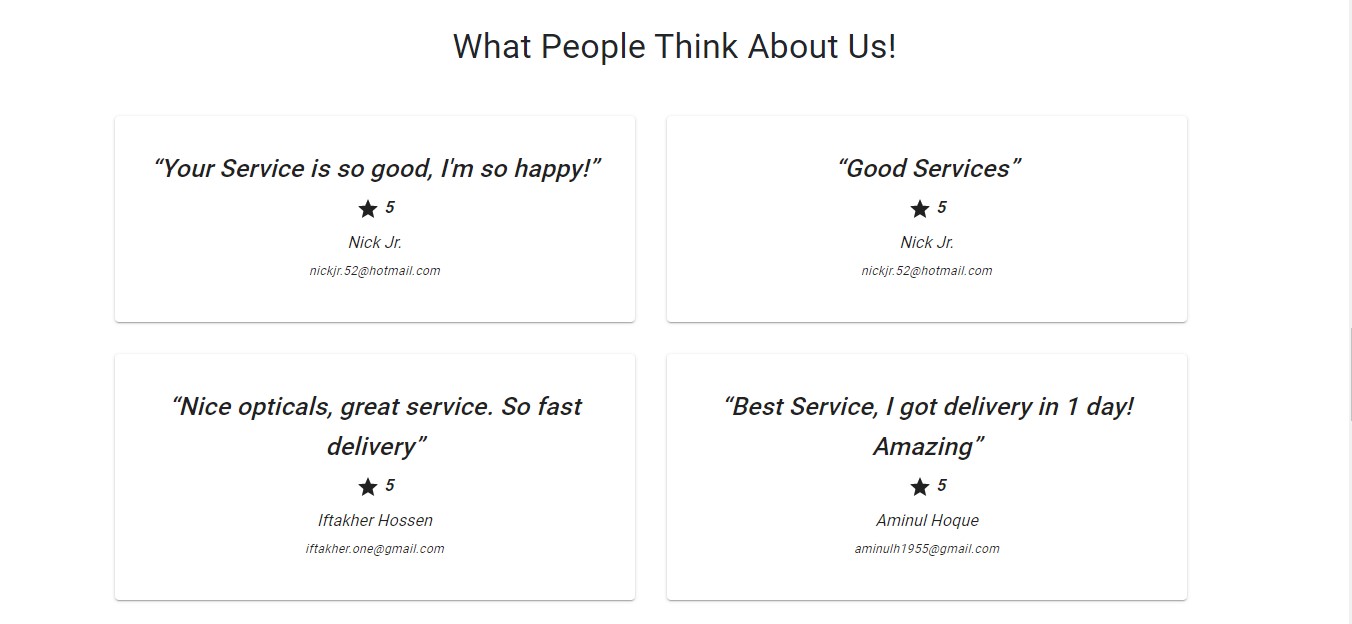 What People Think About Us!
“Your Service is so good, I'm so happy!”
5
Nick Jr.
nickjr.52@hotmail.com
“Good Services”
5
Nick Jr.
nickjr.52@hotmail.com
“Nice opticals, great service. So fast
delivery”
5
Iftakher Hossen
iftakher.one@gmail.com
“Best Service, I got delivery in 1 day!
Amazing”
5
Aminul Hoque
aminulh1955@gmail.com